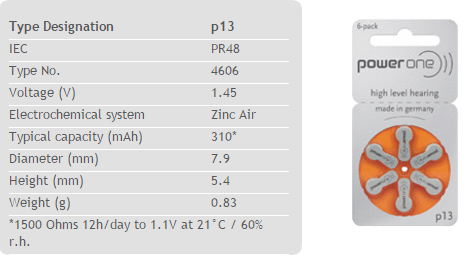 Type Designation p13
IEC PR48
Type No. 4606
Voltage (V) 1.45
Electrochemical system Zinc Air
Typical capacity (mAh) 310*
Diameter (mm) 7.9
Height (mm) 5.4
Weight (g) 0.83
*1500 Ohms 12h/day to 1.1V at 21°C / 60%
r.h.
6-pack
powerone
high level hearing
made in germany
p13